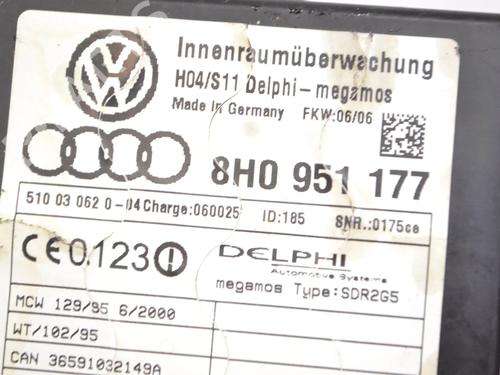 Innenraumüberwachung
H04/S11 Delphi-megamos
Made in Germany FKW:06/06
8H0 951 177
510 03 062 0-04 Charge:060025 ID:185 SNR.:0175ce
CE0123!
DELPHI
Automotive Systems
megamos Type:SDR2G5
MCW 129/95 6/2000
WT/102/95
CAN 36591032149A